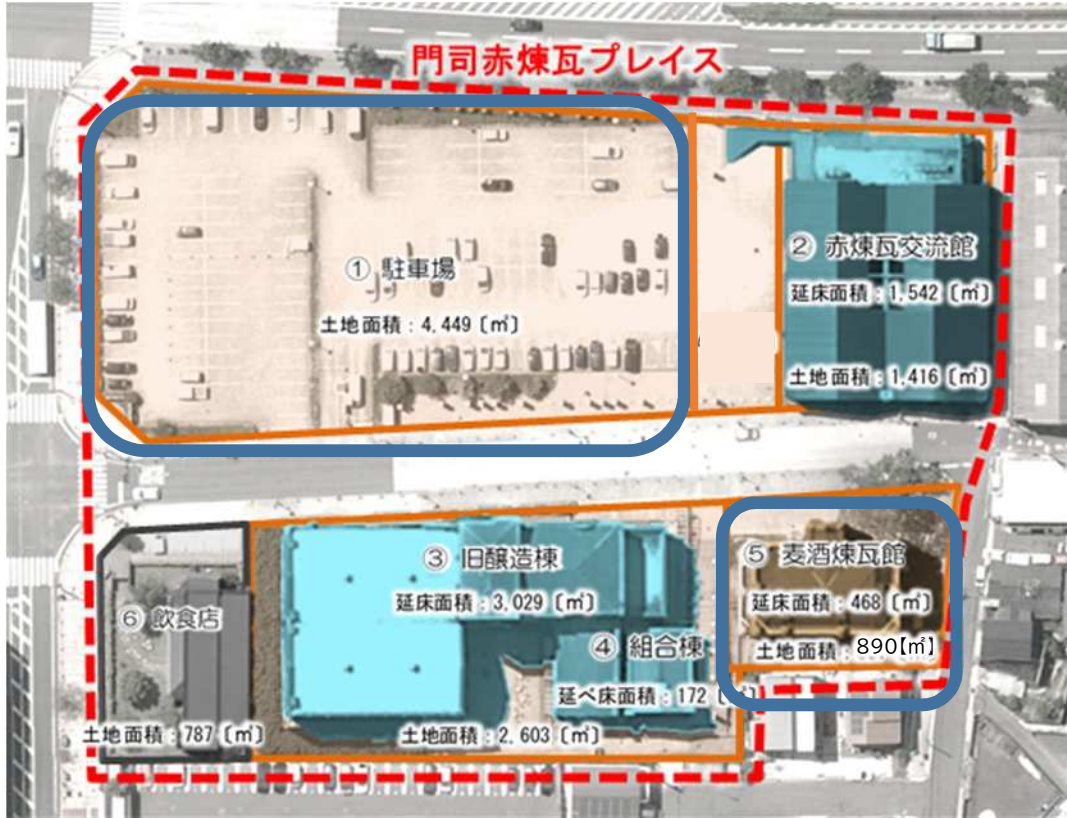 門司赤煉瓦プレイス
① 駐車場
土地面積：4,449〔㎡〕
② 赤煉瓦交流館
延床面積：1,542〔㎡〕
土地面積：1,416〔㎡〕
③ 旧醸造棟
延床面積：3,029〔㎡〕
④ 組合棟
延べ床面積：172〔
土地面積：2,603〔㎡〕
⑤ 麦酒煉瓦館
延床面積：468〔㎡〕
土地面積：890【㎡】
⑥ 飲食店
土地面積：787〔㎡〕